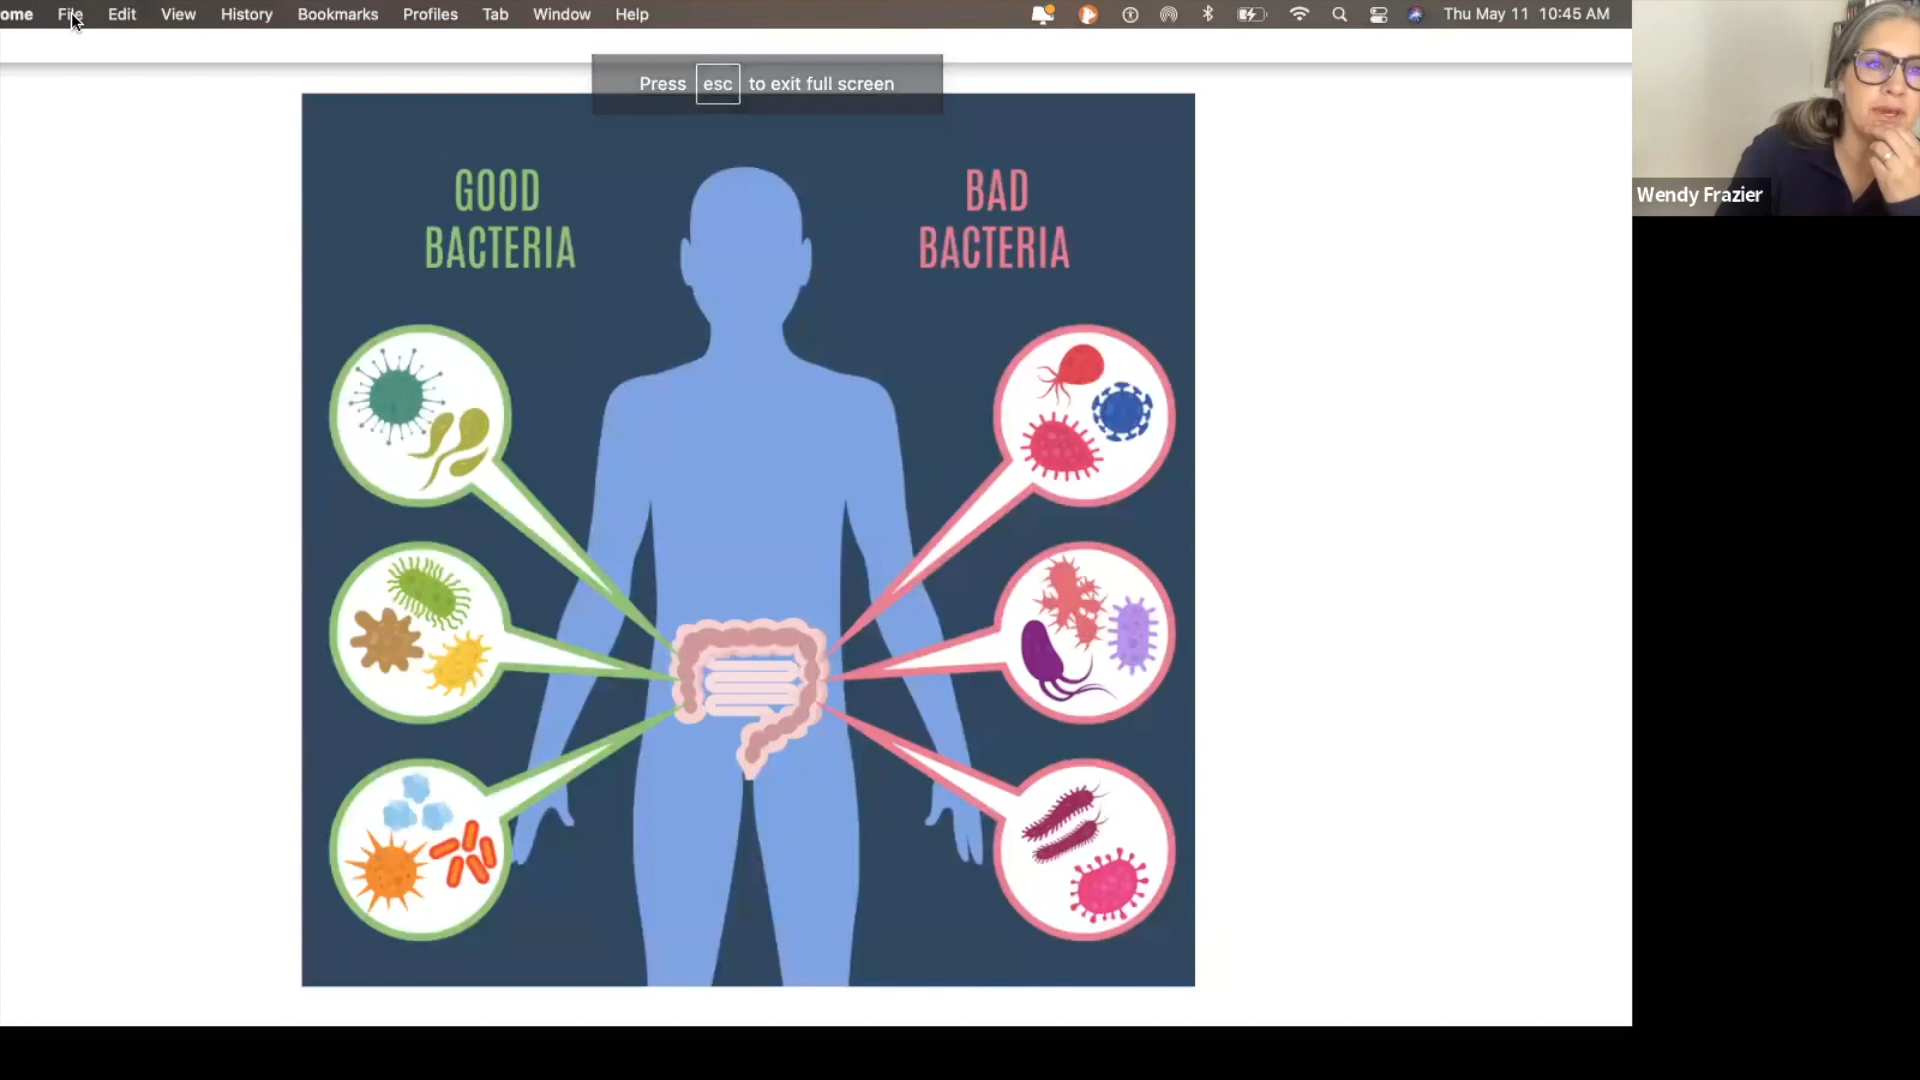 ome File Edit View History Bookmarks Profiles Tab Window Help Thu May 11 10:45 AM
Press esc to exit full screen
GOOD
BACTERIA
BAD
BACTERIA
Wendy Frazier